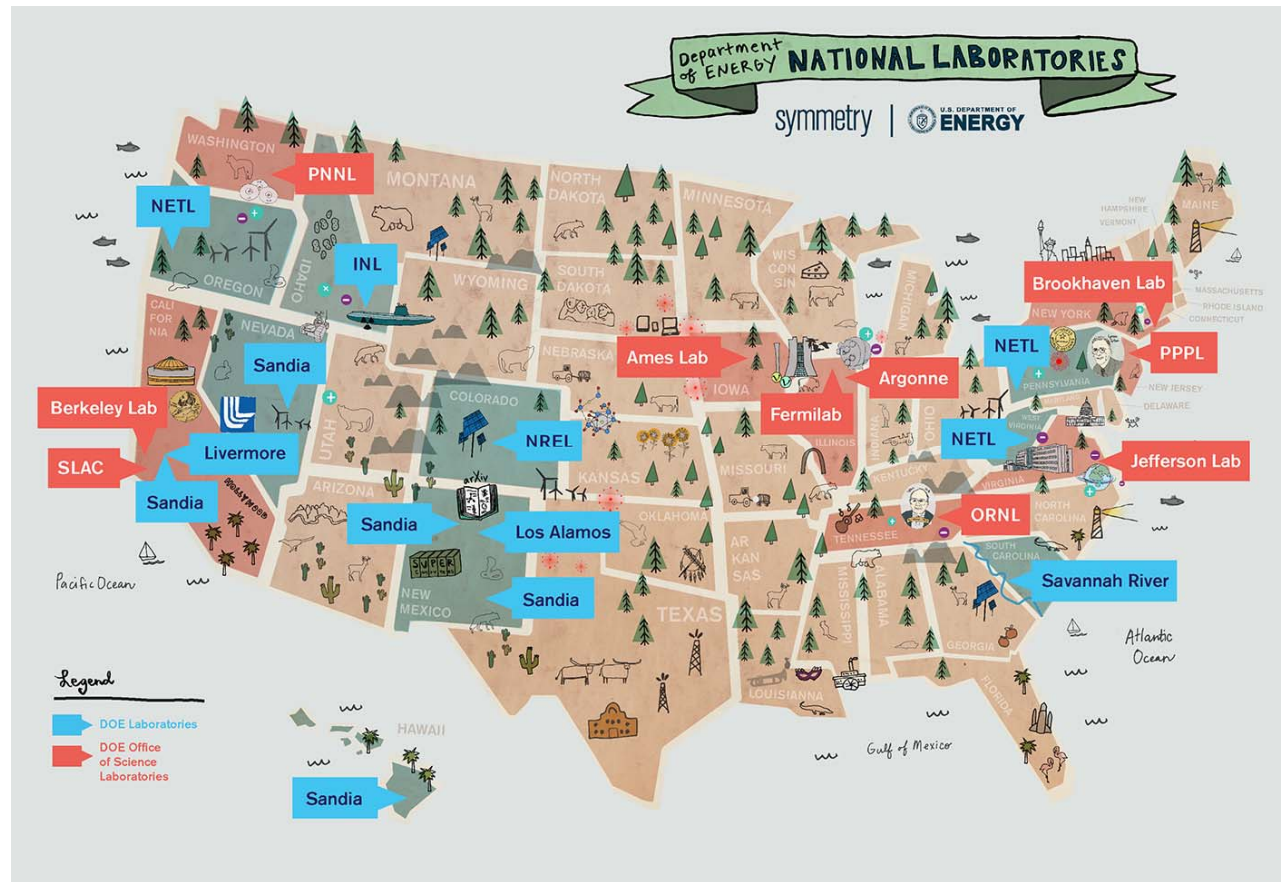 Department
of ENERGY NATIONAL LABORATORIES
symmetry | U.S. DEPARTMENT OF
ENERGY
WASHINGTON
PNNL
MONTANA
NORTH
DAKOTA
MINNESOTA
NEW
HAMPSHIRE
VERMONT
MAINE
NETL
OREGON
IDAHO
INL
WYOMING
SOUTH
DAKOTA
WIS
CON
SIN
MICHIGAN
Brookhaven Lab
MASSACHUSETTS
RHODE ISLAND
CONNECTICUT
NEW YORK
CALI
FOR
NIA
NEVADA
Sandia
NEBRASKA
Ames Lab
IOWA
Argonne
Fermilab
NETL
PENNSYLVANIA
PPPL
NEW JERSEY
DELAWARE
Berkeley Lab
Livermore
SLAC
Sandia
UTAH
COLORADO
NREL
KANSAS
MISSOURI
ILLINOIS
INDIANA
OHIO
NETL
WEST
VIRGINIA
VIRGINIA
Jefferson Lab
KENTUCKY
ARIZONA
arXiv
Sandia
Los Alamos
SUPER
NEW
MEXICO
Sandia
OKLAHOMA
AR
KAN
SAS
TENNESSEE
ORNL
NORTH
CAROLINA
SOUTH
CAROLINA
Savannah River
TEXAS
MISSISSIPPI
ALABAMA
GEORGIA
LOUISIANNA
FLORIDA
Pacific Ocean
Atlantic
Ocean
Gulf of Mexico
HAWAII
Sandia
Legend
DOE Laboratories
DOE Office
of Science
Laboratories